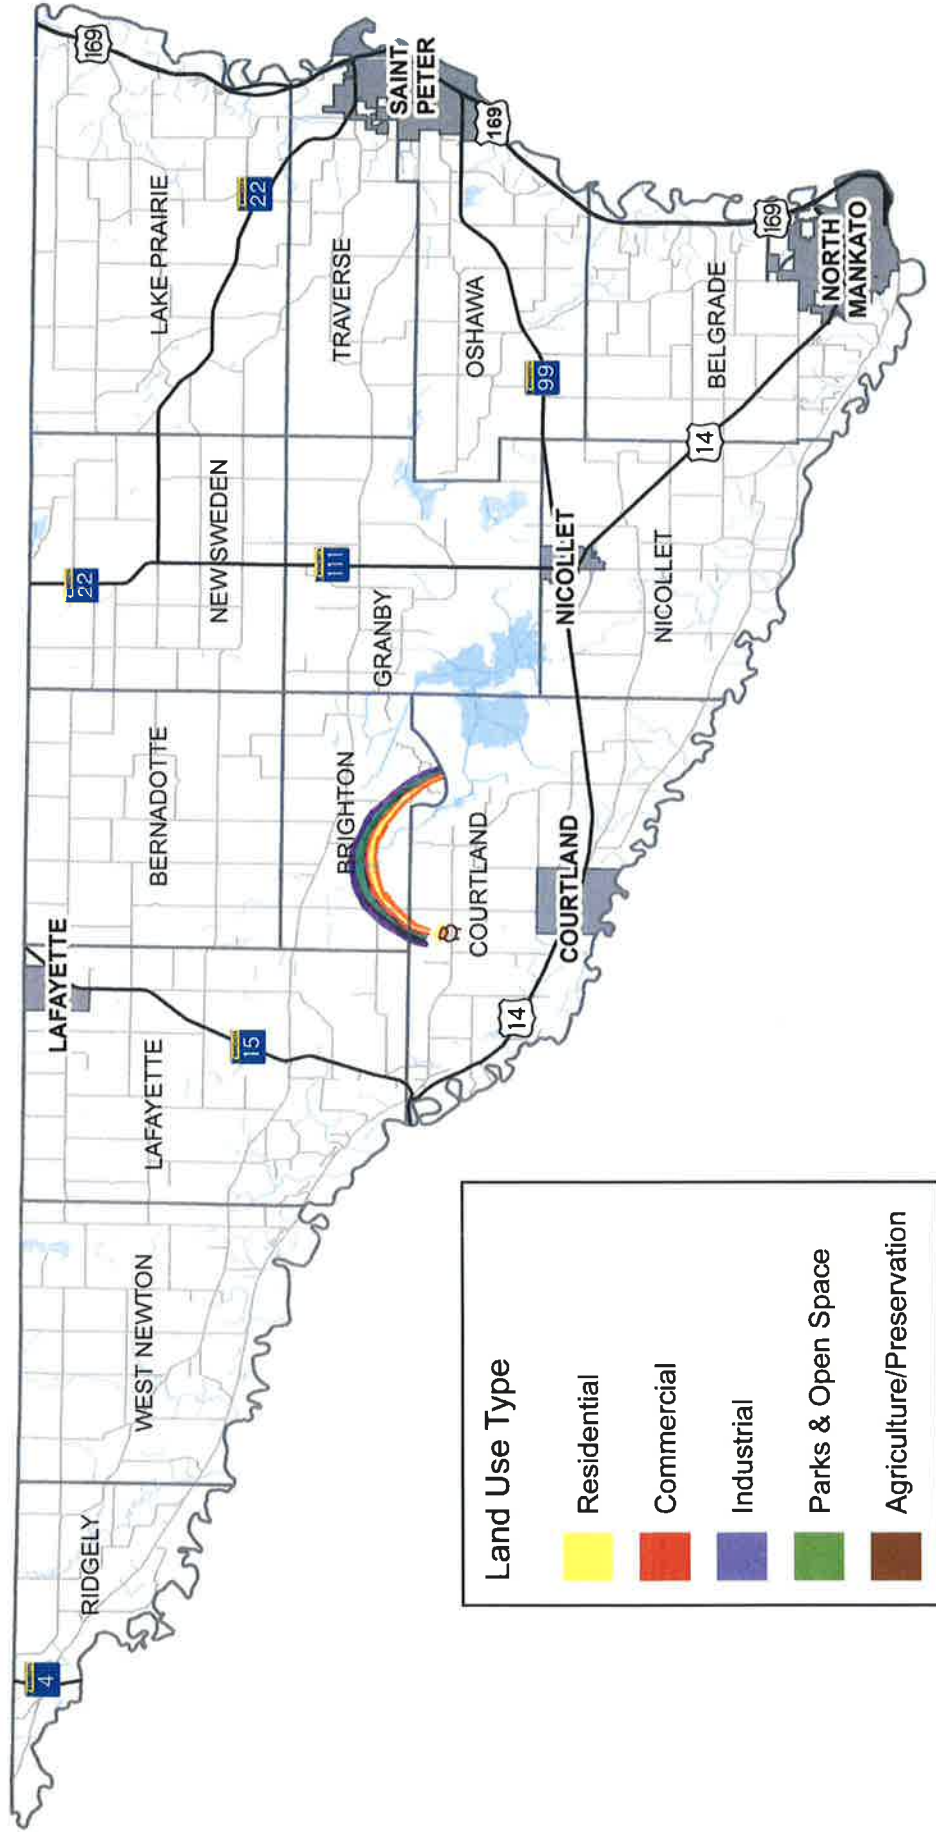 4
RIDGELY
WEST NEWTON
LAFAYETTE
LAFAYETTE
15
BERNADOTTE
BRIGHTON
COURTLAND
COURTLAND
14
22
NEW SWEDEN
111
GRANBY
NICOLLET
NICOLLET
14
LAKE PRAIRIE
22
169
TRAVERSE
SAINT
PETER
169
OSHAWA
99
BELGRADE
169
NORTH
MANKATO
Land Use Type
Residential
Commercial
Industrial
Parks & Open Space
Agriculture/Preservation